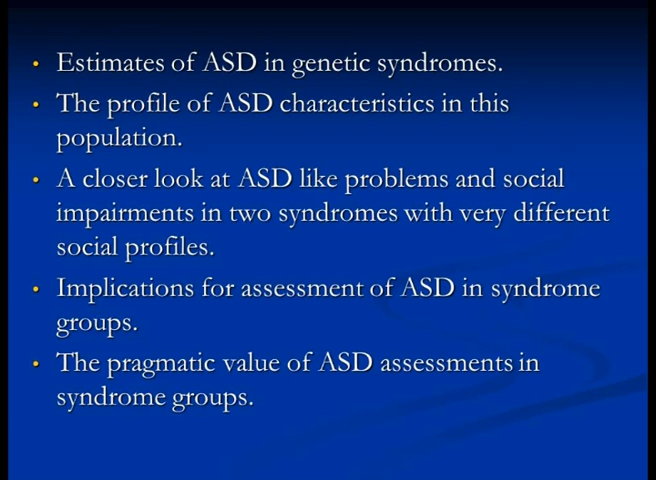 • Estimates of ASD in genetic syndromes.
• The profile of ASD characteristics in this
population.
• A closer look at ASD like problems and social
impairments in two syndromes with very different
social profiles.
• Implications for assessment of ASD in syndrome
groups.
• The pragmatic value of ASD assessments in
syndrome groups.